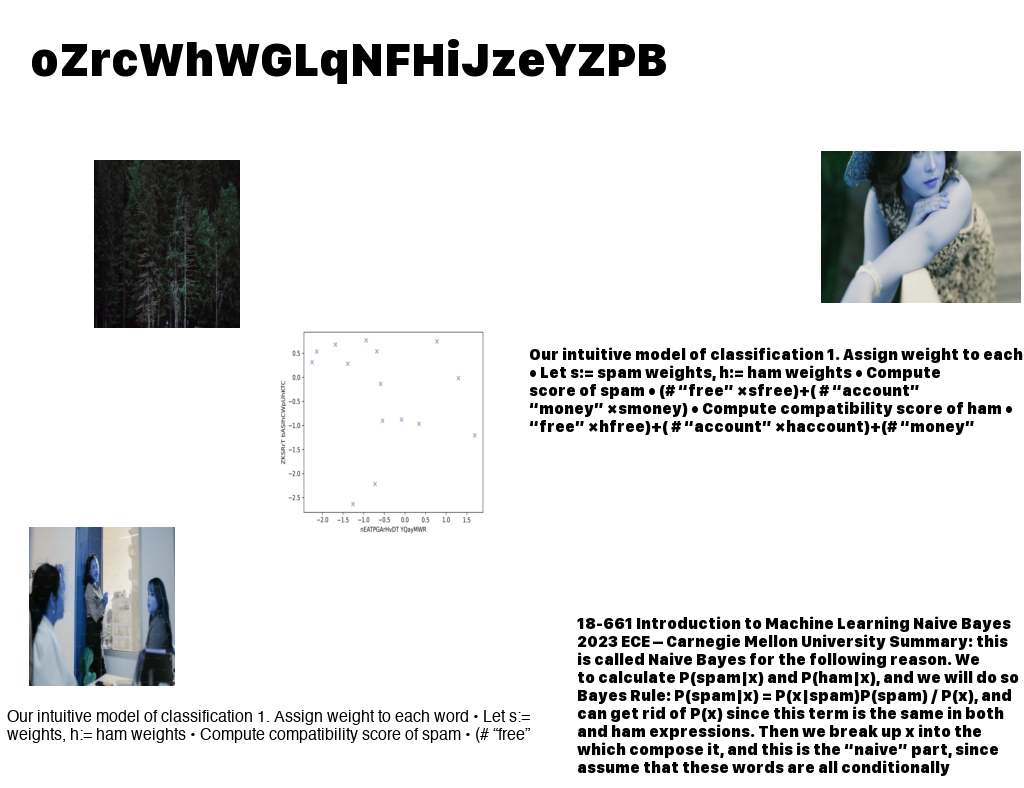 oZrcWhWGLqNFHiJzeYZPB
Our intuitive model of classification 1. Assign weight to each
• Let s:= spam weights, h:= ham weights • Compute
score of spam • (# “free” ×sfree)+( # “account”
“money” ×smoney) • Compute compatibility score of ham •
“free” ×hfree)+( # “account” ×haccount)+(# “money”
0.5
0.0
−0.5
−1.0
−1.5
−2.0
−2.5
−2.0 −1.5 −1.0 −0.5 0.0 0.5 1.0 1.5
Our intuitive model of classification 1. Assign weight to each word • Let s:=
weights, h:= ham weights • Compute compatibility score of spam • (# “free”
18-661 Introduction to Machine Learning Naive Bayes
2023 ECE – Carnegie Mellon University Summary: this
is called Naive Bayes for the following reason. We
to calculate P(spam|x) and P(ham|x), and we will do so
Bayes Rule: P(spam|x) = P(x|spam)P(spam) / P(x), and
can get rid of P(x) since this term is the same in both
and ham expressions. Then we break up x into the
which compose it, and this is the “naive” part, since
assume that these words are all conditionally